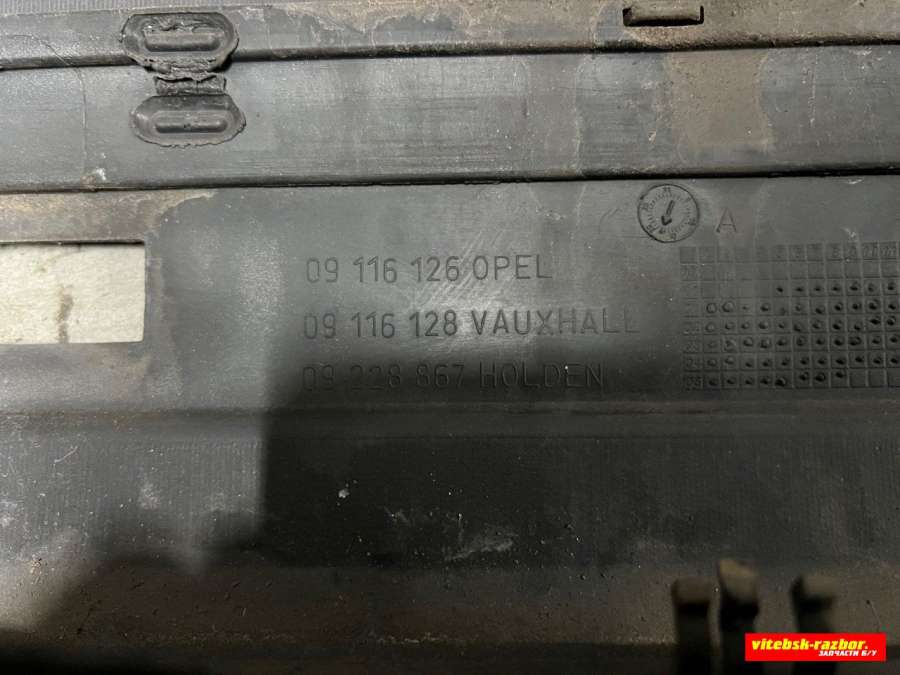 A
09 116 126 OPEL
09 116 128 VAUXHALL
09 228 867 HOLDEN
vitebsk-razbor.
ЗАПЧАСТИ Б/У